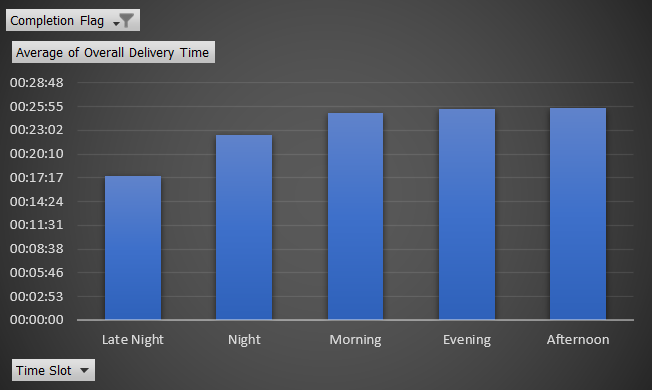 Completion Flag
Average of Overall Delivery Time
00:28:48
00:25:55
00:23:02
00:20:10
00:17:17
00:14:24
00:11:31
00:08:38
00:05:46
00:02:53
00:00:00
Late Night Night Morning Evening Afternoon
Time Slot